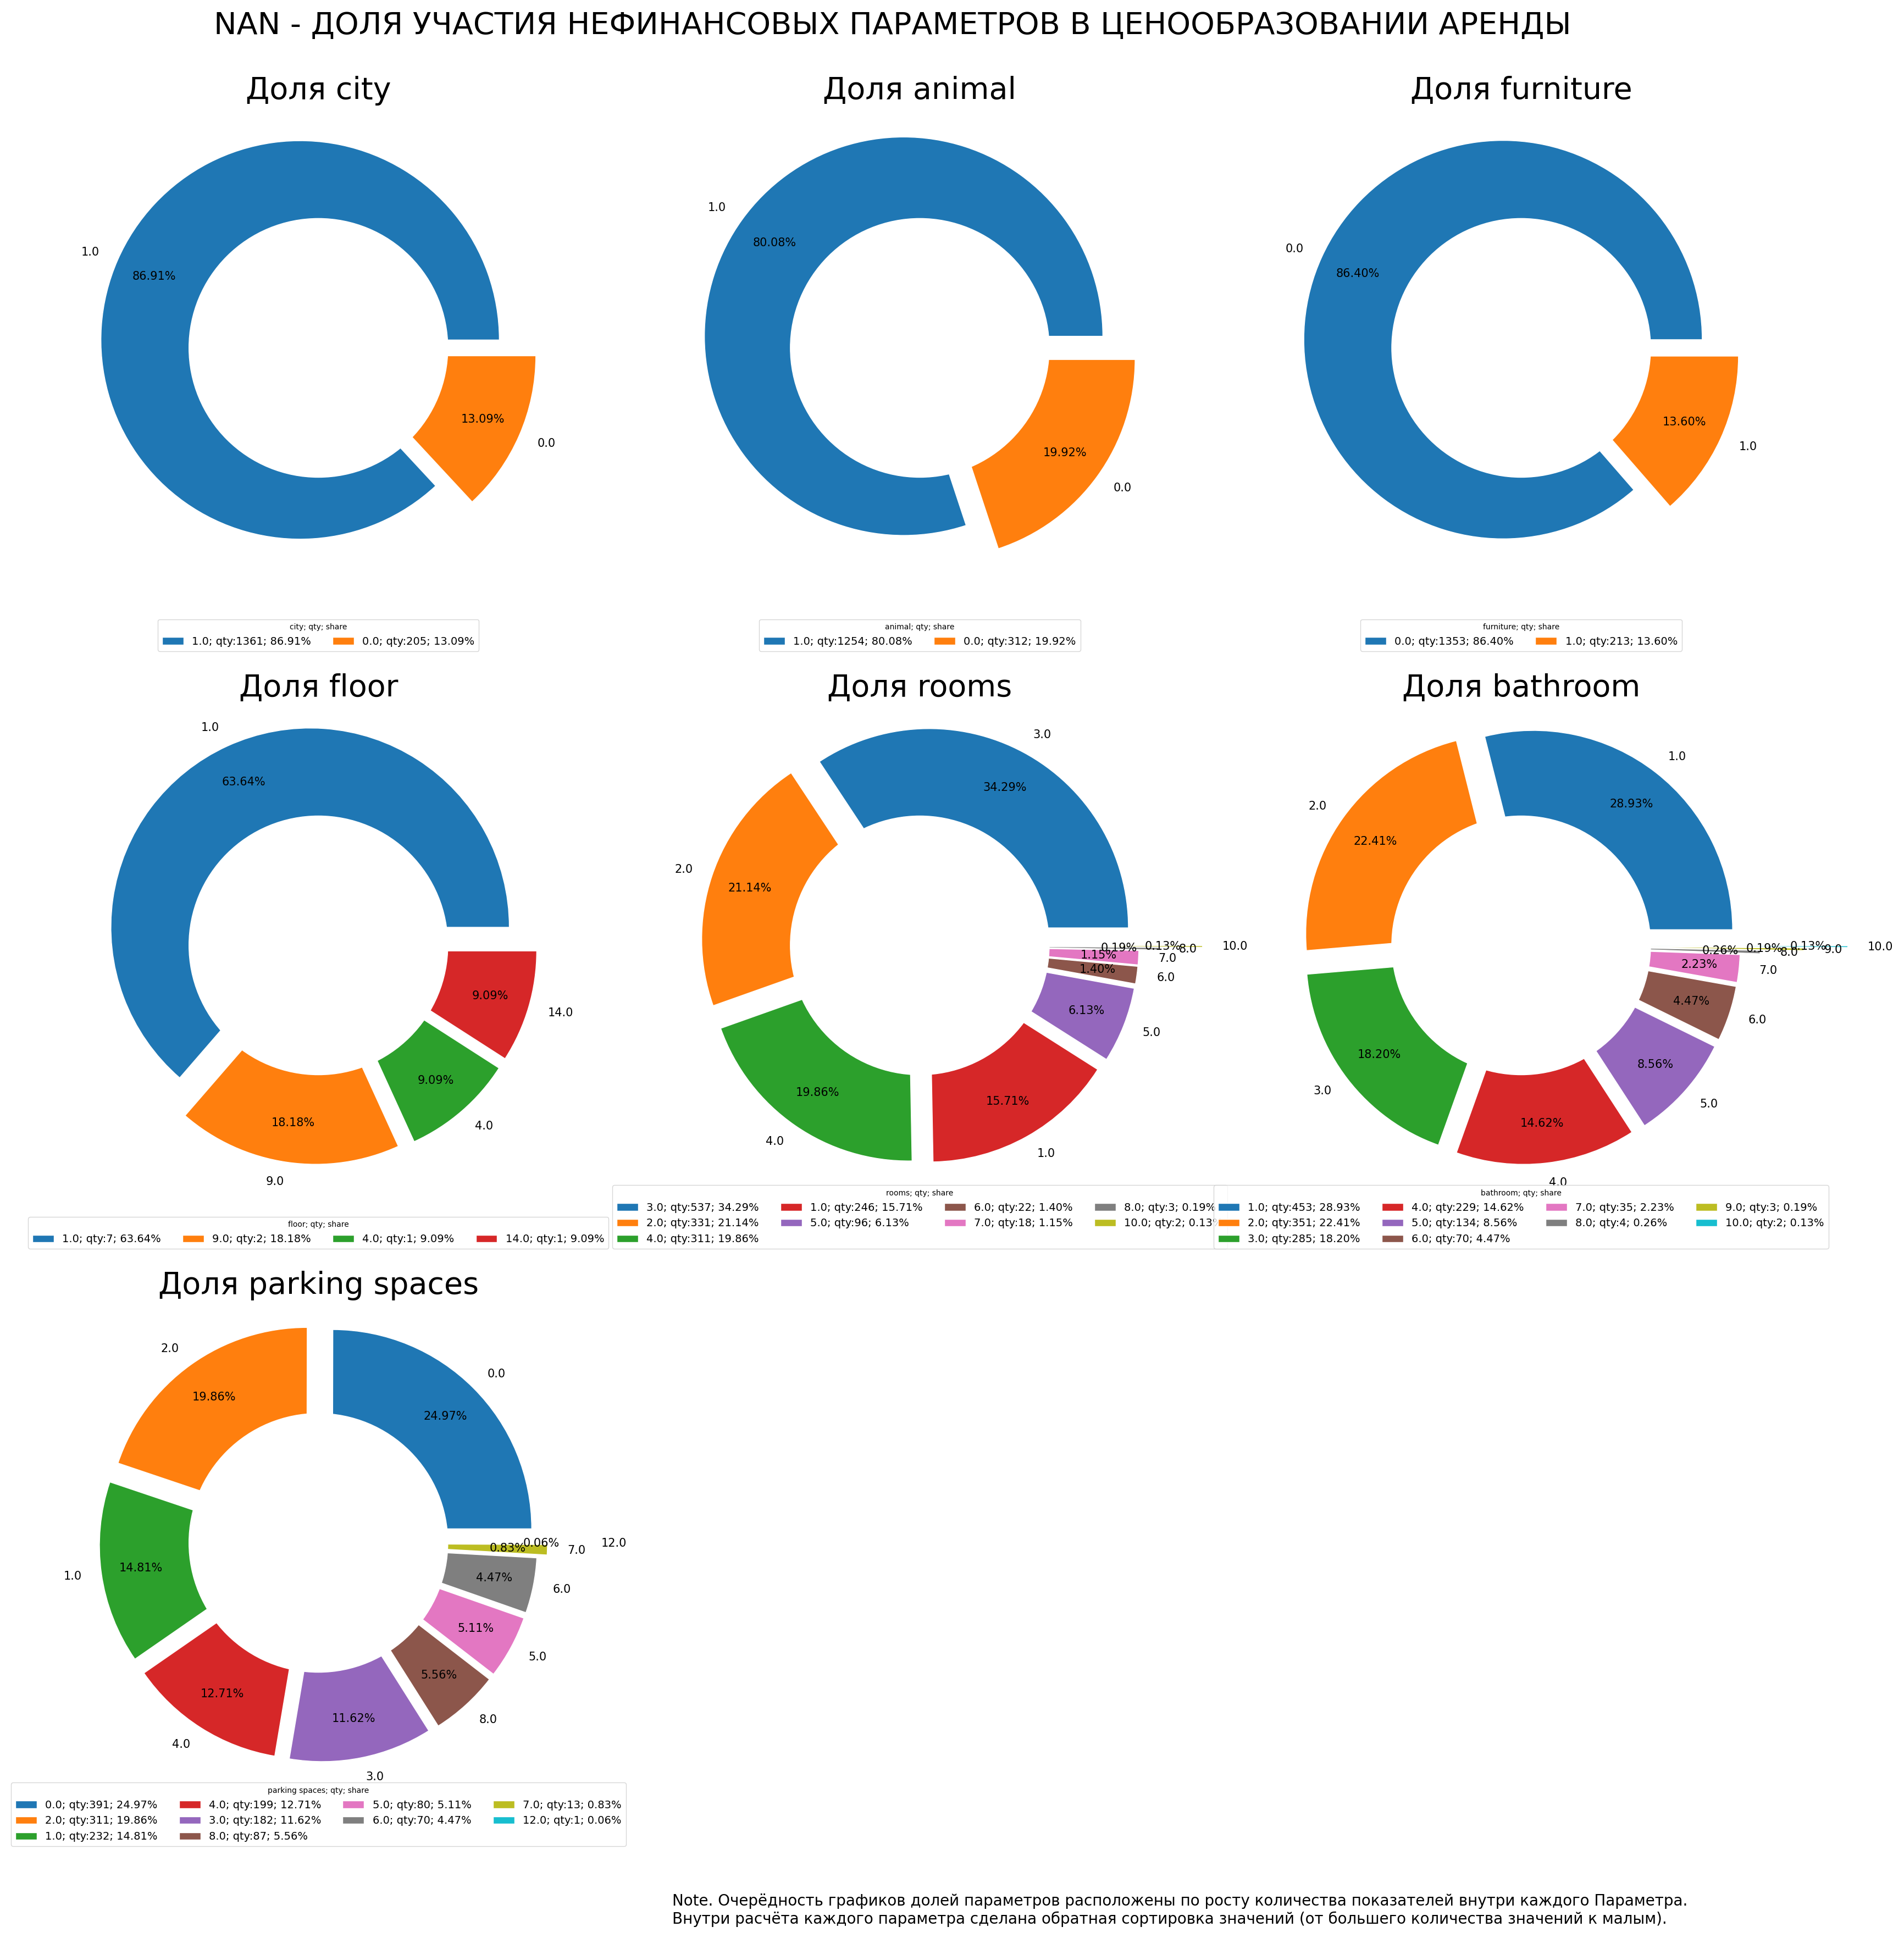 NAN - ДОЛЯ УЧАСТИЯ НЕФИНАНСОВЫХ ПАРАМЕТРОВ В ЦЕНООБРАЗОВАНИИ АРЕНДЫ
Доля city
1.0
86.91%
13.09%
0.0
city; qty; share
1.0; qty:1361; 86.91%
0.0; qty:205; 13.09%
Доля animal
1.0
80.08%
19.92%
0.0
animal; qty; share
1.0; qty:1254; 80.08%
0.0; qty:312; 19.92%
Доля furniture
0.0
86.40%
13.60%
1.0
furniture; qty; share
0.0; qty:1353; 86.40%
1.0; qty:213; 13.60%
Доля floor
1.0
63.64%
9.09%
14.0
9.09%
4.0
18.18%
9.0
floor; qty; share
1.0; qty:7; 63.64%
9.0; qty:2; 18.18%
4.0; qty:1; 9.09%
14.0; qty:1; 9.09%
Доля rooms
3.0
34.29%
2.0
21.14%
0.19%
0.13%
8.0
10.0
1.15%
7.0
1.40%
6.0
6.13%
5.0
19.86%
4.0
15.71%
1.0
rooms; qty; share
3.0; qty:537; 34.29%
2.0; qty:331; 21.14%
4.0; qty:311; 19.86%
1.0; qty:246; 15.71%
5.0; qty:96; 6.13%
6.0; qty:22; 1.40%
7.0; qty:18; 1.15%
8.0; qty:3; 0.19%
10.0; qty:2; 0.13%
Доля bathroom
1.0
28.93%
2.0
22.41%
0.26%
0.19%
8.0
0.13%
9.0
10.0
2.23%
7.0
4.47%
6.0
8.56%
5.0
18.20%
3.0
14.62%
4.0
bathroom; qty; share
1.0; qty:453; 28.93%
2.0; qty:351; 22.41%
3.0; qty:285; 18.20%
4.0; qty:229; 14.62%
5.0; qty:134; 8.56%
6.0; qty:70; 4.47%
7.0; qty:35; 2.23%
8.0; qty:4; 0.26%
9.0; qty:3; 0.19%
10.0; qty:2; 0.13%
Доля parking spaces
0.0
24.97%
2.0
19.86%
1.0
14.81%
0.83%
0.06%
7.0
12.0
4.47%
6.0
5.11%
5.0
5.56%
8.0
12.71%
4.0
11.62%
3.0
parking spaces; qty; share
0.0; qty:391; 24.97%
2.0; qty:311; 19.86%
1.0; qty:232; 14.81%
4.0; qty:199; 12.71%
3.0; qty:182; 11.62%
8.0; qty:87; 5.56%
5.0; qty:80; 5.11%
6.0; qty:70; 4.47%
7.0; qty:13; 0.83%
12.0; qty:1; 0.06%
Note. Очерёдность графиков долей параметров расположены по росту количества показателей внутри каждого Параметра.
Внутри расчёта каждого параметра сделана обратная сортировка значений (от большего количества значений к малым).